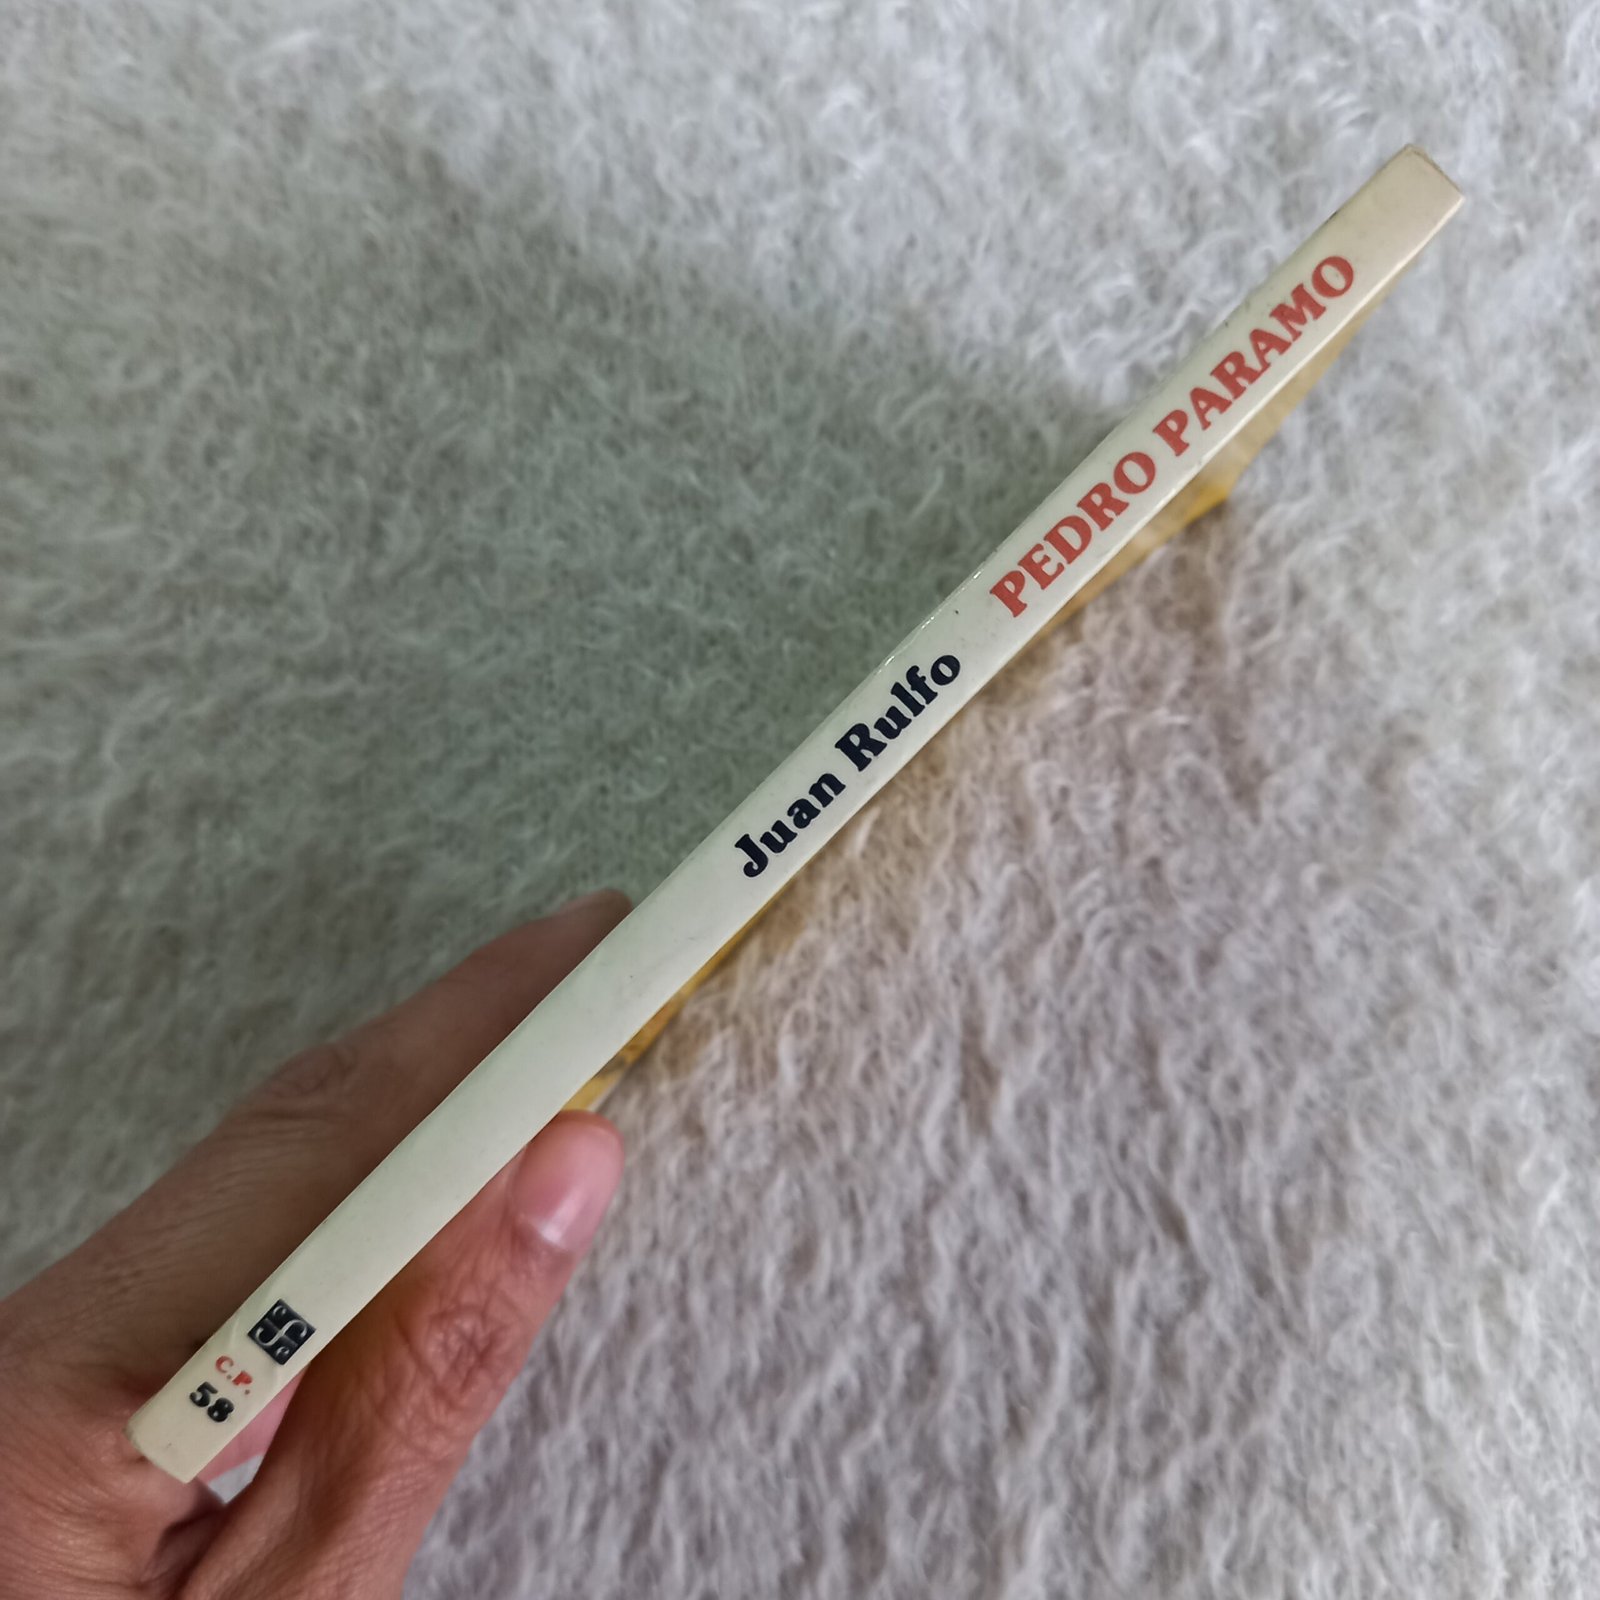 Juan Rulfo PEDRO PARAMO
C.P.
58